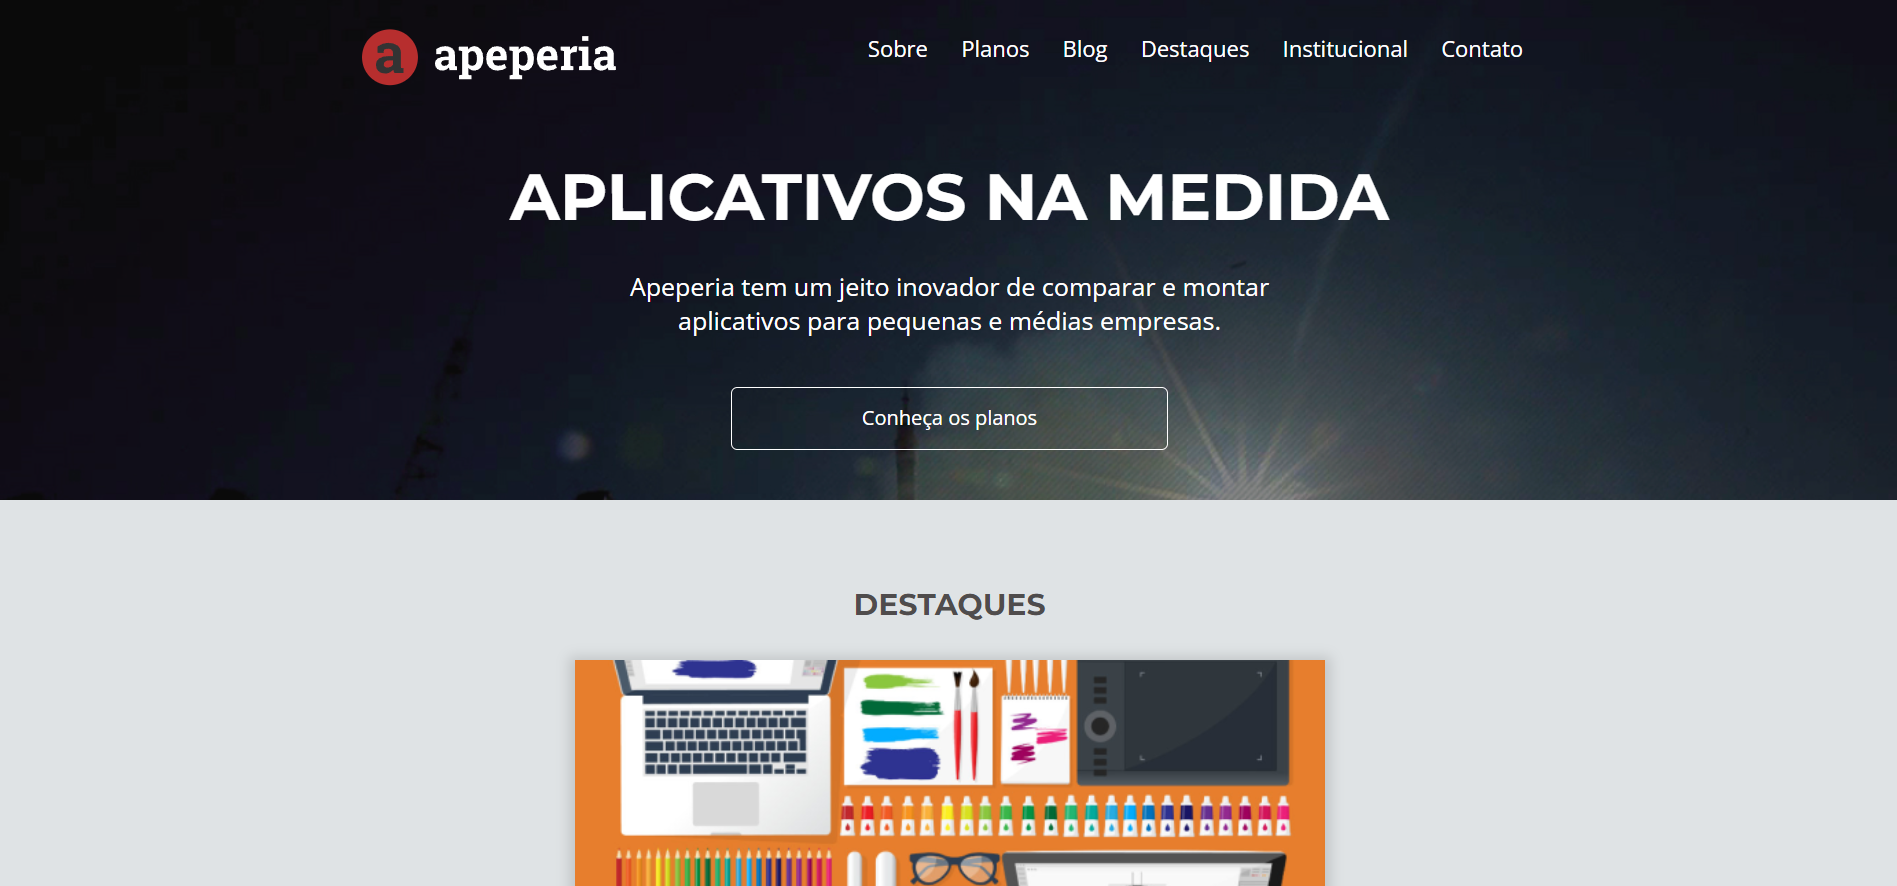 a apeperia
Sobre Planos Blog Destaques Institucional Contato
APLICATIVOS NA MEDIDA
Apeperia tem um jeito inovador de comparar e montar
aplicativos para pequenas e médias empresas.
Conheça os planos
DESTAQUES